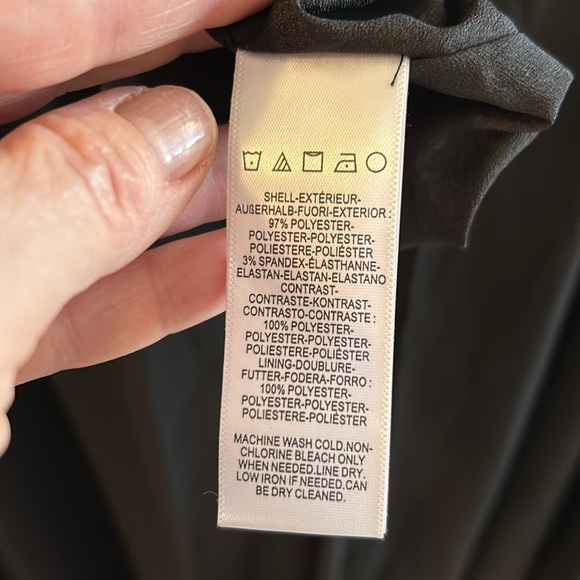 SHELL-EXTÉRIEUR-
AUßERHALB-FUORI-EXTERIOR :
97% POLYESTER-
POLYESTER-POLYESTER-
POLIESTERE-POLIÉSTER
3% SPANDEX-ÉLASTHANNE-
ELASTAN-ELASTAN-ELASTANO
CONTRAST-
CONTRASTE-KONTRAST-
CONTRASTO-CONTRASTE :
100% POLYESTER-
POLYESTER-POLYESTER-
POLIESTERE-POLIÉSTER
LINING-DOUBLURE-
FUTTER-FODERA-FORRO :
100% POLYESTER-
POLYESTER-POLYESTER-
POLIESTERE-POLIÉSTER
MACHINE WASH COLD.NON-
CHLORINE BLEACH ONLY
WHEN NEEDED.LINE DRY.
LOW IRON IF NEEDED.CAN
BE DRY CLEANED.